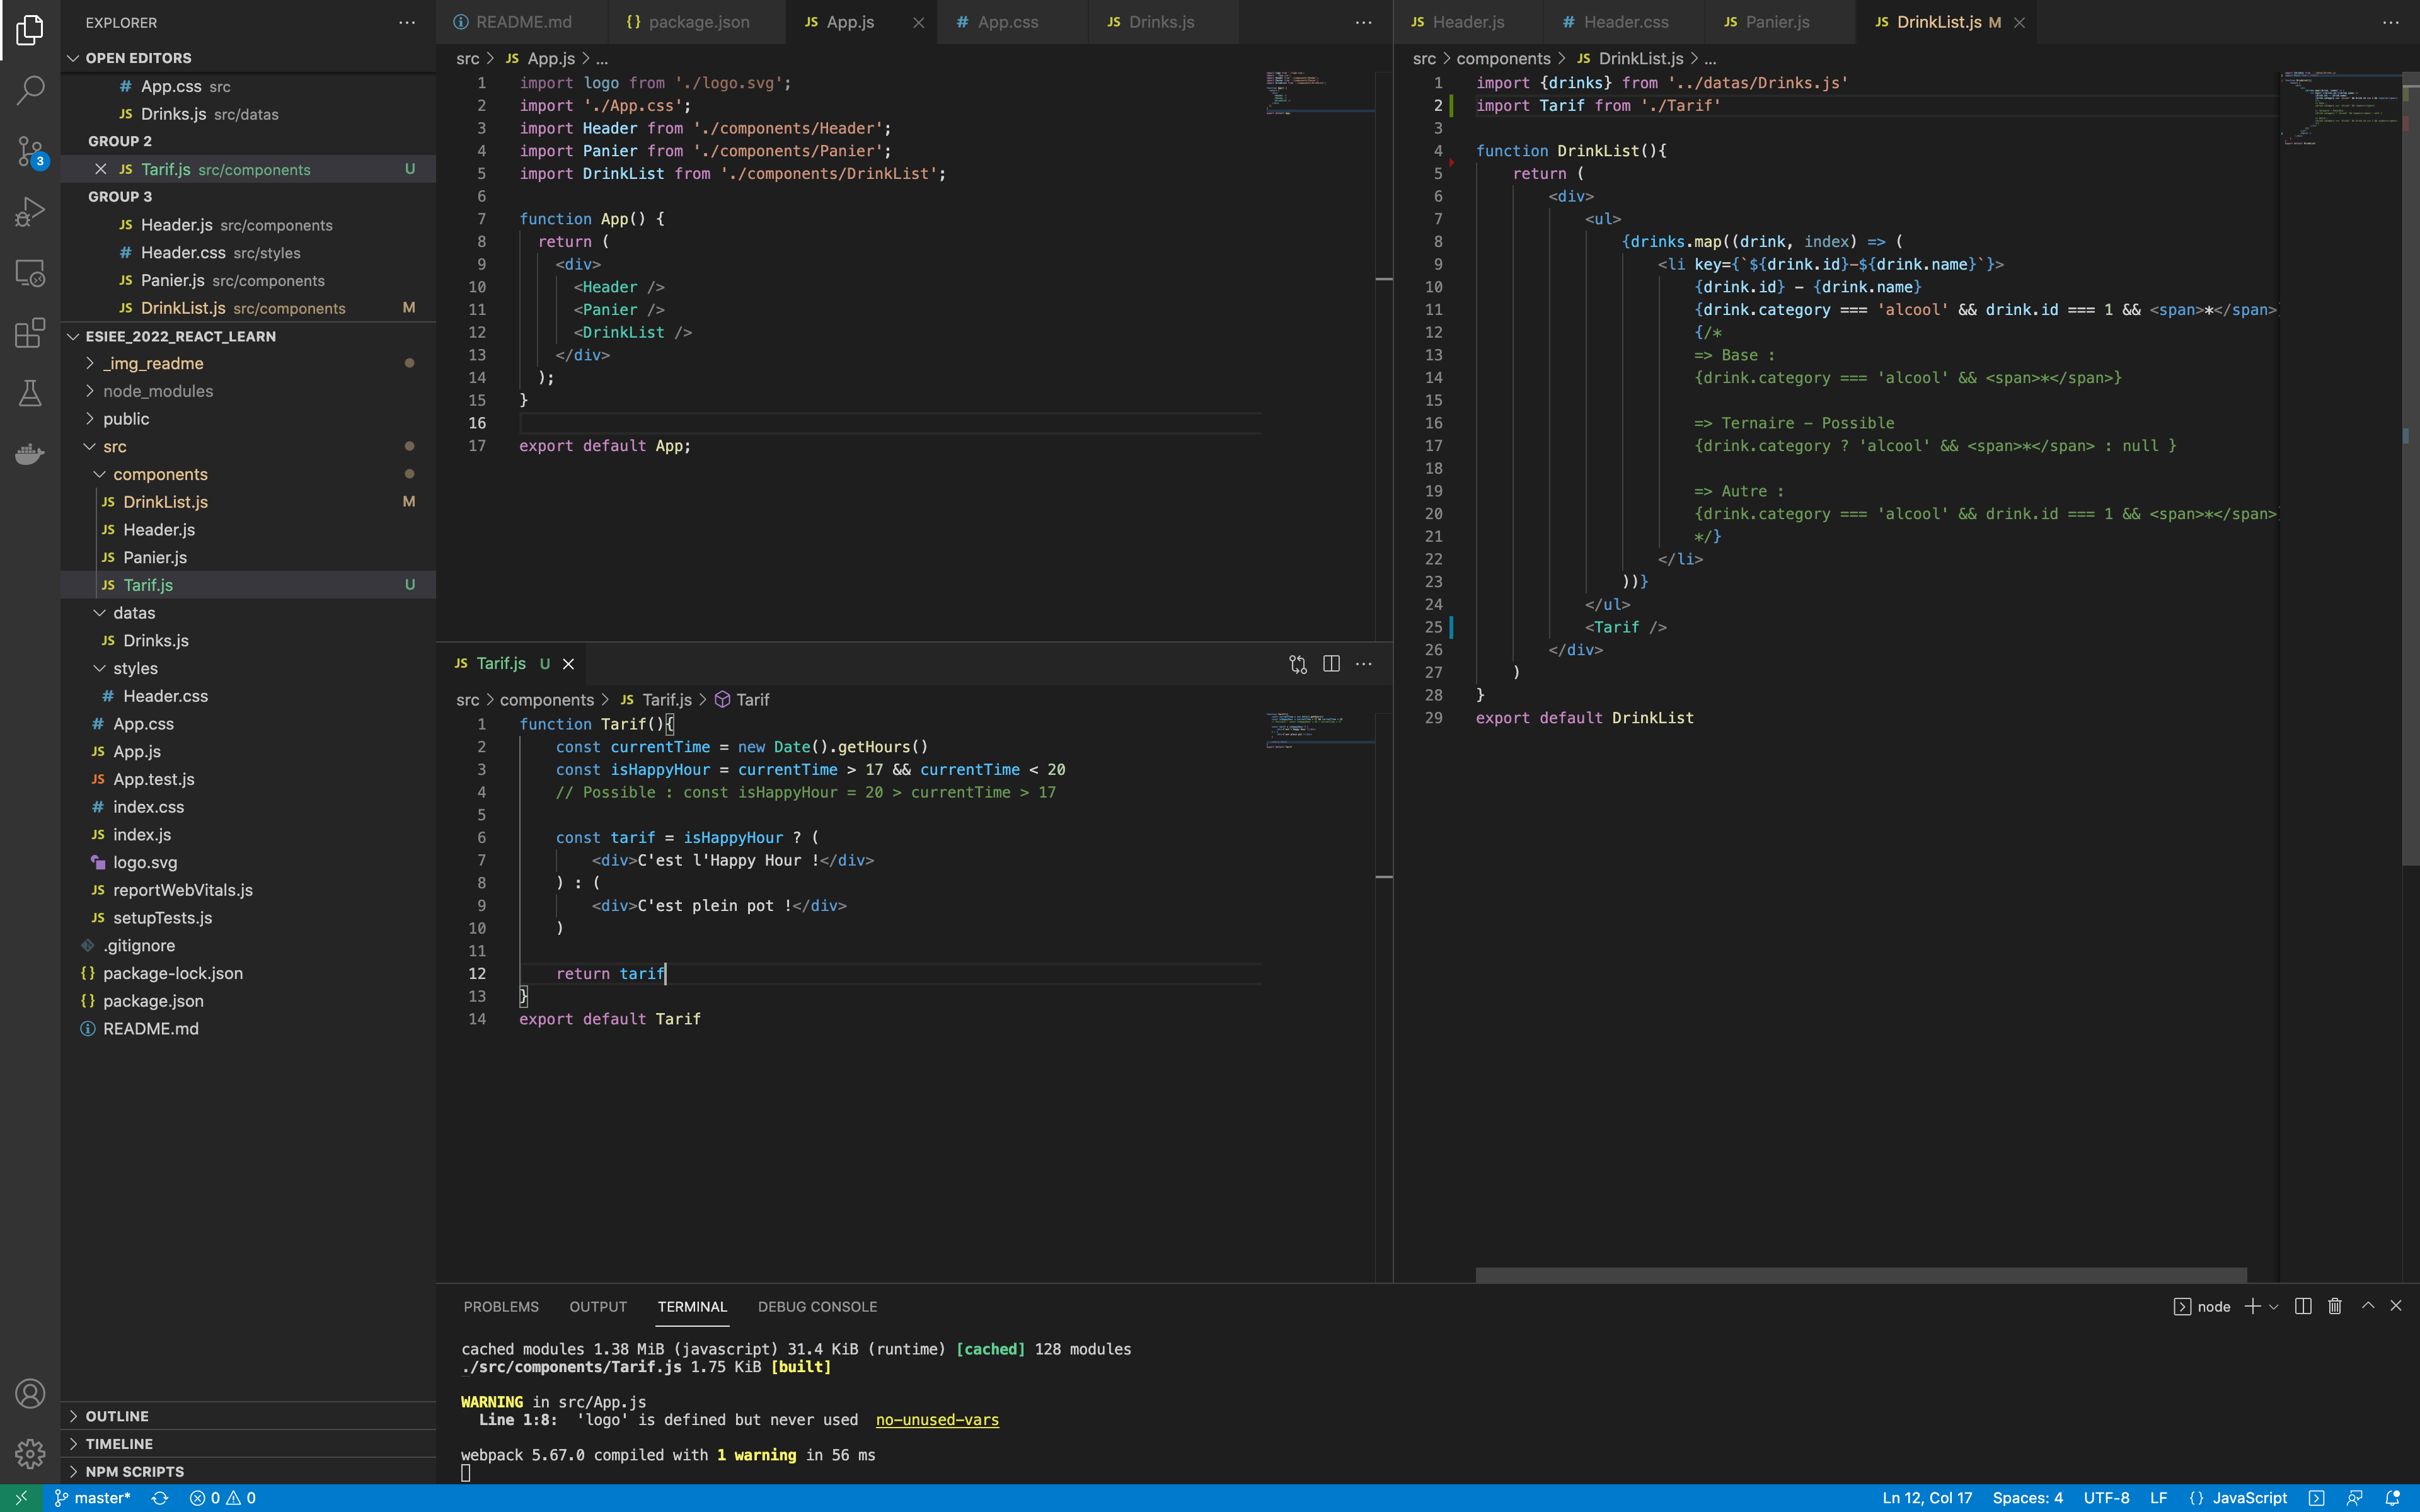 EXPLORER
OPEN EDITORS
# App.css src
JS Drinks.js src/datas
GROUP 2
JS Tarif.js src/components U
GROUP 3
JS Header.js src/components
# Header.css src/styles
JS Panier.js src/components
JS DrinkList.js src/components M
ESIEE_2022_REACT_LEARN
_img_readme
node_modules
public
src
components
JS DrinkList.js M
JS Header.js
JS Panier.js
JS Tarif.js U
datas
JS Drinks.js
styles
# Header.css
# App.css
JS App.js
JS App.test.js
# index.css
JS index.js
logo.svg
JS reportWebVitals.js
JS setupTests.js
.gitignore
{} package-lock.json
{} package.json
README.md
OUTLINE
TIMELINE
NPM SCRIPTS
3
README.md {} package.json JS App.js # App.css JS Drinks.js ...
src > JS App.js > ...
1 import logo from './logo.svg';
2 import './App.css';
3 import Header from './components/Header';
4 import Panier from './components/Panier';
5 import DrinkList from './components/DrinkList';
6
7 function App() {
8 return (
9 <div>
10 <Header />
11 <Panier />
12 <DrinkList />
13 </div>
14 );
15 }
16
17 export default App;
JS Tarif.js U
src > components > JS Tarif.js > Tarif
1 function Tarif(){
2 const currentTime = new Date().getHours()
3 const isHappyHour = currentTime > 17 && currentTime < 20
4 // Possible : const isHappyHour = 20 > currentTime > 17
5
6 const tarif = isHappyHour ? (
7 <div>C'est l'Happy Hour !</div>
8 ) : (
9 <div>C'est plein pot !</div>
10 )
11
12 return tarif
13 }
14 export default Tarif
JS Header.js # Header.css JS Panier.js JS DrinkList.js M ...
src > components > JS DrinkList.js > ...
1 import {drinks} from '../datas/Drinks.js'
2 import Tarif from './Tarif'
3
4 function DrinkList(){
5 return (
6 <div>
7 <ul>
8 {drinks.map((drink, index) => (
9 <li key={`${drink.id}-${drink.name}`}>
10 {drink.id} - {drink.name}
11 {drink.category === 'alcool' && drink.id === 1 && <span>*</span>
12 {/*
13 => Base :
14 {drink.category === 'alcool' && <span>*</span>}
15
16 => Ternaire - Possible
17 {drink.category ? 'alcool' && <span>*</span> : null }
18
19 => Autre :
20 {drink.category === 'alcool' && drink.id === 1 && <span>*</span>
21 */}
22 </li>
23 ))}
24 </ul>
25 <Tarif />
26 </div>
27 )
28 }
29 export default DrinkList
PROBLEMS OUTPUT TERMINAL DEBUG CONSOLE
node
cached modules 1.38 MiB (javascript) 31.4 KiB (runtime) [cached] 128 modules
./src/components/Tarif.js 1.75 KiB [built]
WARNING in src/App.js
Line 1:8: 'logo' is defined but never used no-unused-vars
webpack 5.67.0 compiled with 1 warning in 56 ms
master* 0 0 Ln 12, Col 17 Spaces: 4 UTF-8 LF {} JavaScript